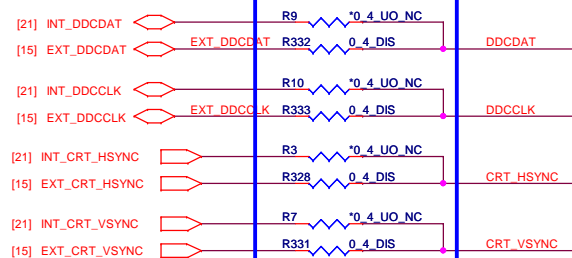 [21] INT_DDCDAT R9 *0_4_UO_NC
[15] EXT_DDCDAT EXT_DDCDAT R332 0_4_DIS DDCDAT
[21] INT_DDCCLK R10 *0_4_UO_NC
[15] EXT_DDCCLK EXT_DDCCLK R333 0_4_DIS DDCCLK
[21] INT_CRT_HSYNC R3 *0_4_UO_NC
[15] EXT_CRT_HSYNC R328 0_4_DIS CRT_HSYNC
[21] INT_CRT_VSYNC R7 *0_4_UO_NC
[15] EXT_CRT_VSYNC R331 0_4_DIS CRT_VSYNC